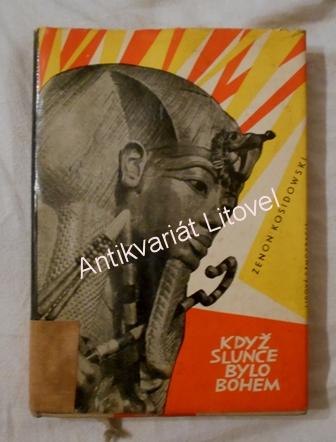 Antikvariát Litovel
ZENON KOSIDOWSKI
KDYŽ
SLUNCE
BYLO
BOHEM